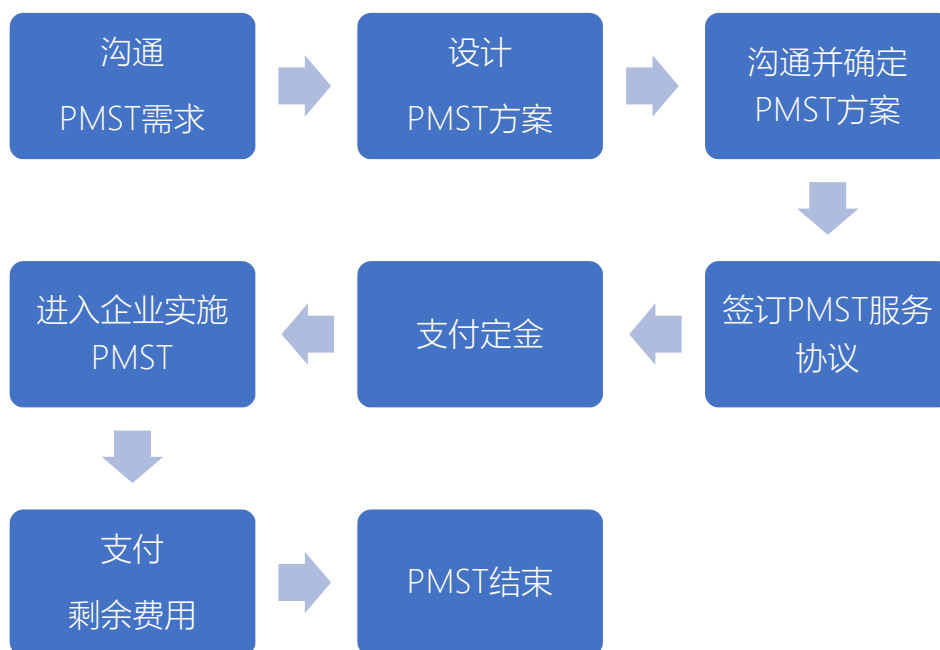 沟通
PMST需求
设计
PMST方案
沟通并确定
PMST方案
签订PMST服务
协议
支付定金
进入企业实施
PMST
支付
剩余费用
PMST结束